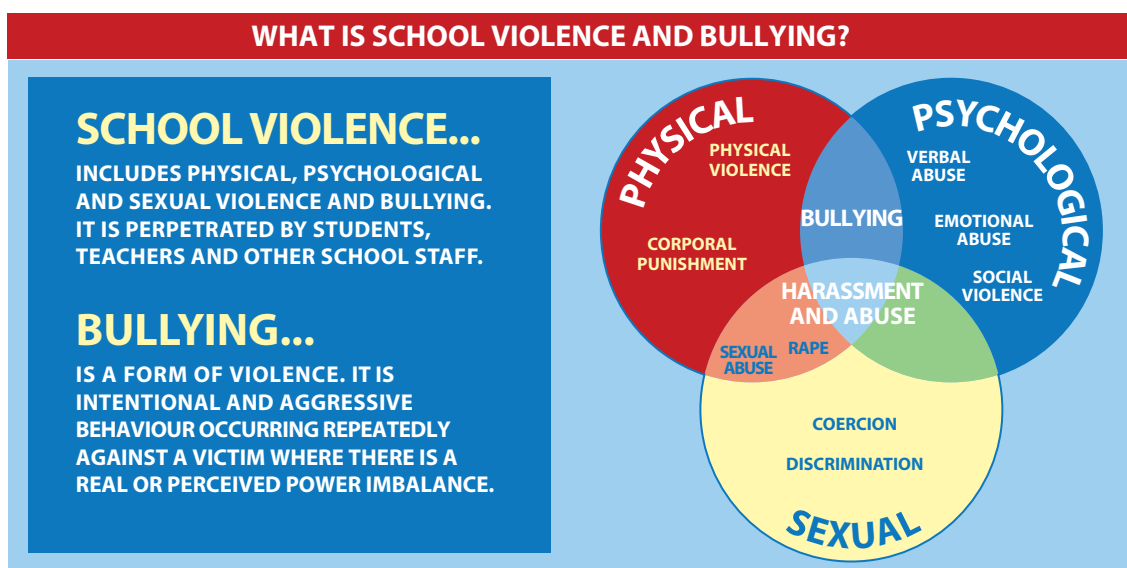 WHAT IS SCHOOL VIOLENCE AND BULLYING?
SCHOOL VIOLENCE...
INCLUDES PHYSICAL, PSYCHOLOGICAL
AND SEXUAL VIOLENCE AND BULLYING.
IT IS PERPETRATED BY STUDENTS,
TEACHERS AND OTHER SCHOOL STAFF.
BULLYING...
IS A FORM OF VIOLENCE. IT IS
INTENTIONAL AND AGGRESSIVE
BEHAVIOUR OCCURRING REPEATEDLY
AGAINST A VICTIM WHERE THERE IS A
REAL OR PERCEIVED POWER IMBALANCE.
PHYSICAL
PHYSICAL
VIOLENCE
CORPORAL
PUNISHMENT
BULLYING
PSYCHOLOGICAL
VERBAL
ABUSE
EMOTIONAL
ABUSE
SOCIAL
VIOLENCE
HARASSMENT
AND ABUSE
SEXUAL
ABUSE
RAPE
COERCION
DISCRIMINATION
SEXUAL